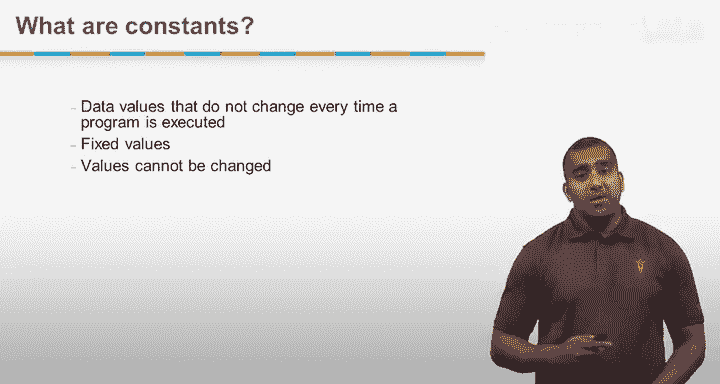 What are constants?
– Data values that do not change every time a
program is executed
– Fixed values
– Values cannot be changed